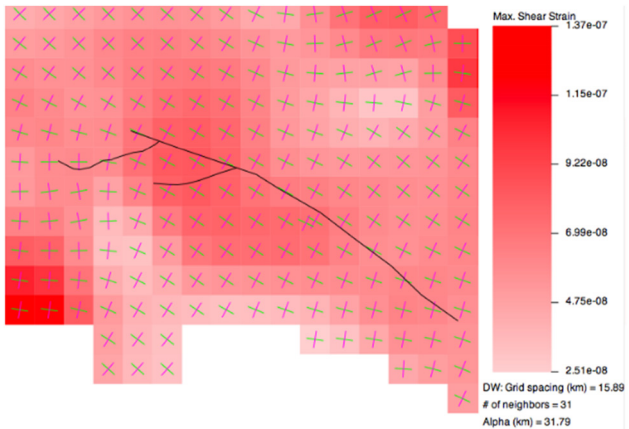 Max. Shear Strain
1.37e-07
1.15e-07
9.22e-08
6.99e-08
4.75e-08
2.51e-08
DW: Grid spacing (km) = 15.89
# of neighbors = 31
Alpha (km) = 31.79